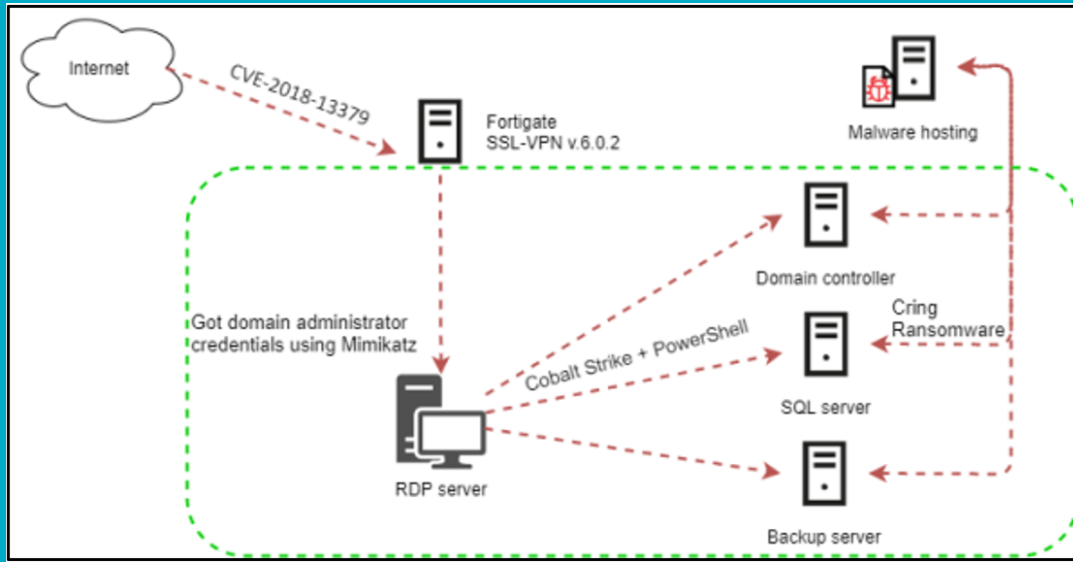 Internet
CVE-2018-13379
Fortigate
SSL-VPN v.6.0.2
Malware hosting
Domain controller
Got domain administrator
credentials using Mimikatz
Cobalt Strike + PowerShell
Cring
Ransomware
SQL server
RDP server
Backup server